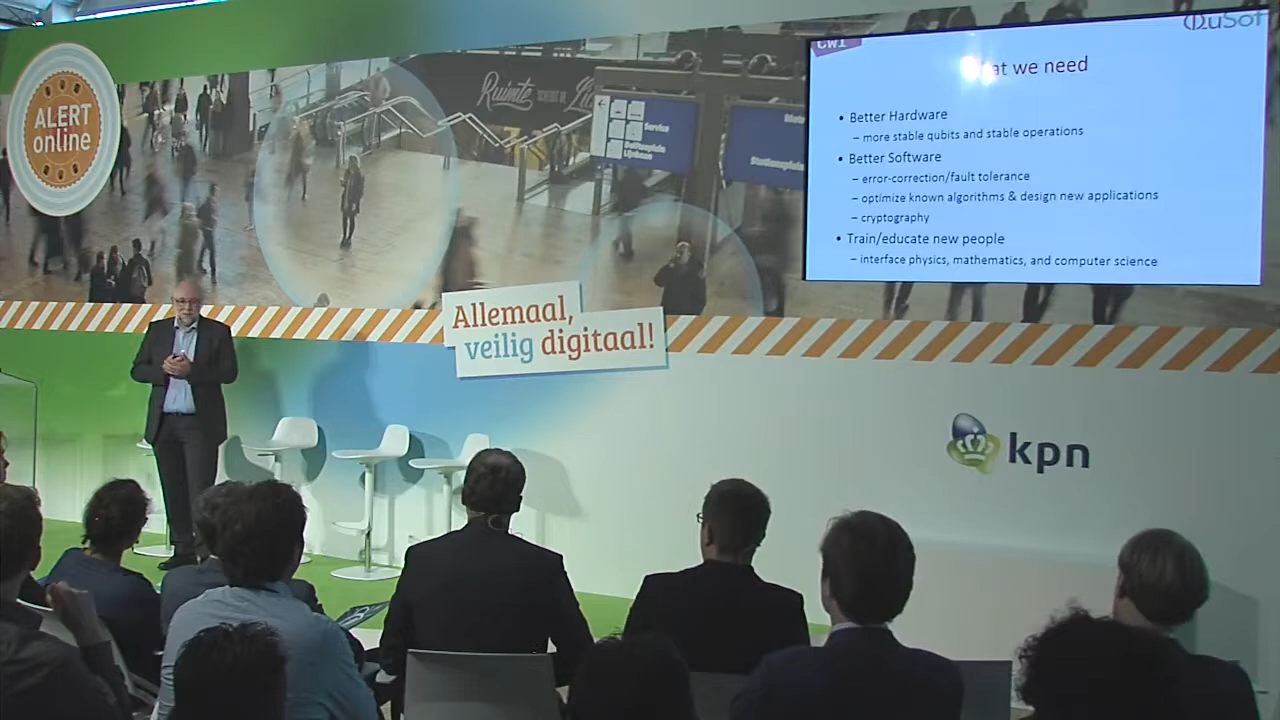 ALERT
online
Ruimte
Service
CWI
QuSoft
at we need
• Better Hardware
– more stable qubits and stable operations
• Better Software
– error-correction/fault tolerance
– optimize known algorithms & design new applications
– cryptography
• Train/educate new people
– interface physics, mathematics, and computer science
Allemaal,
veilig digitaal!
kpn